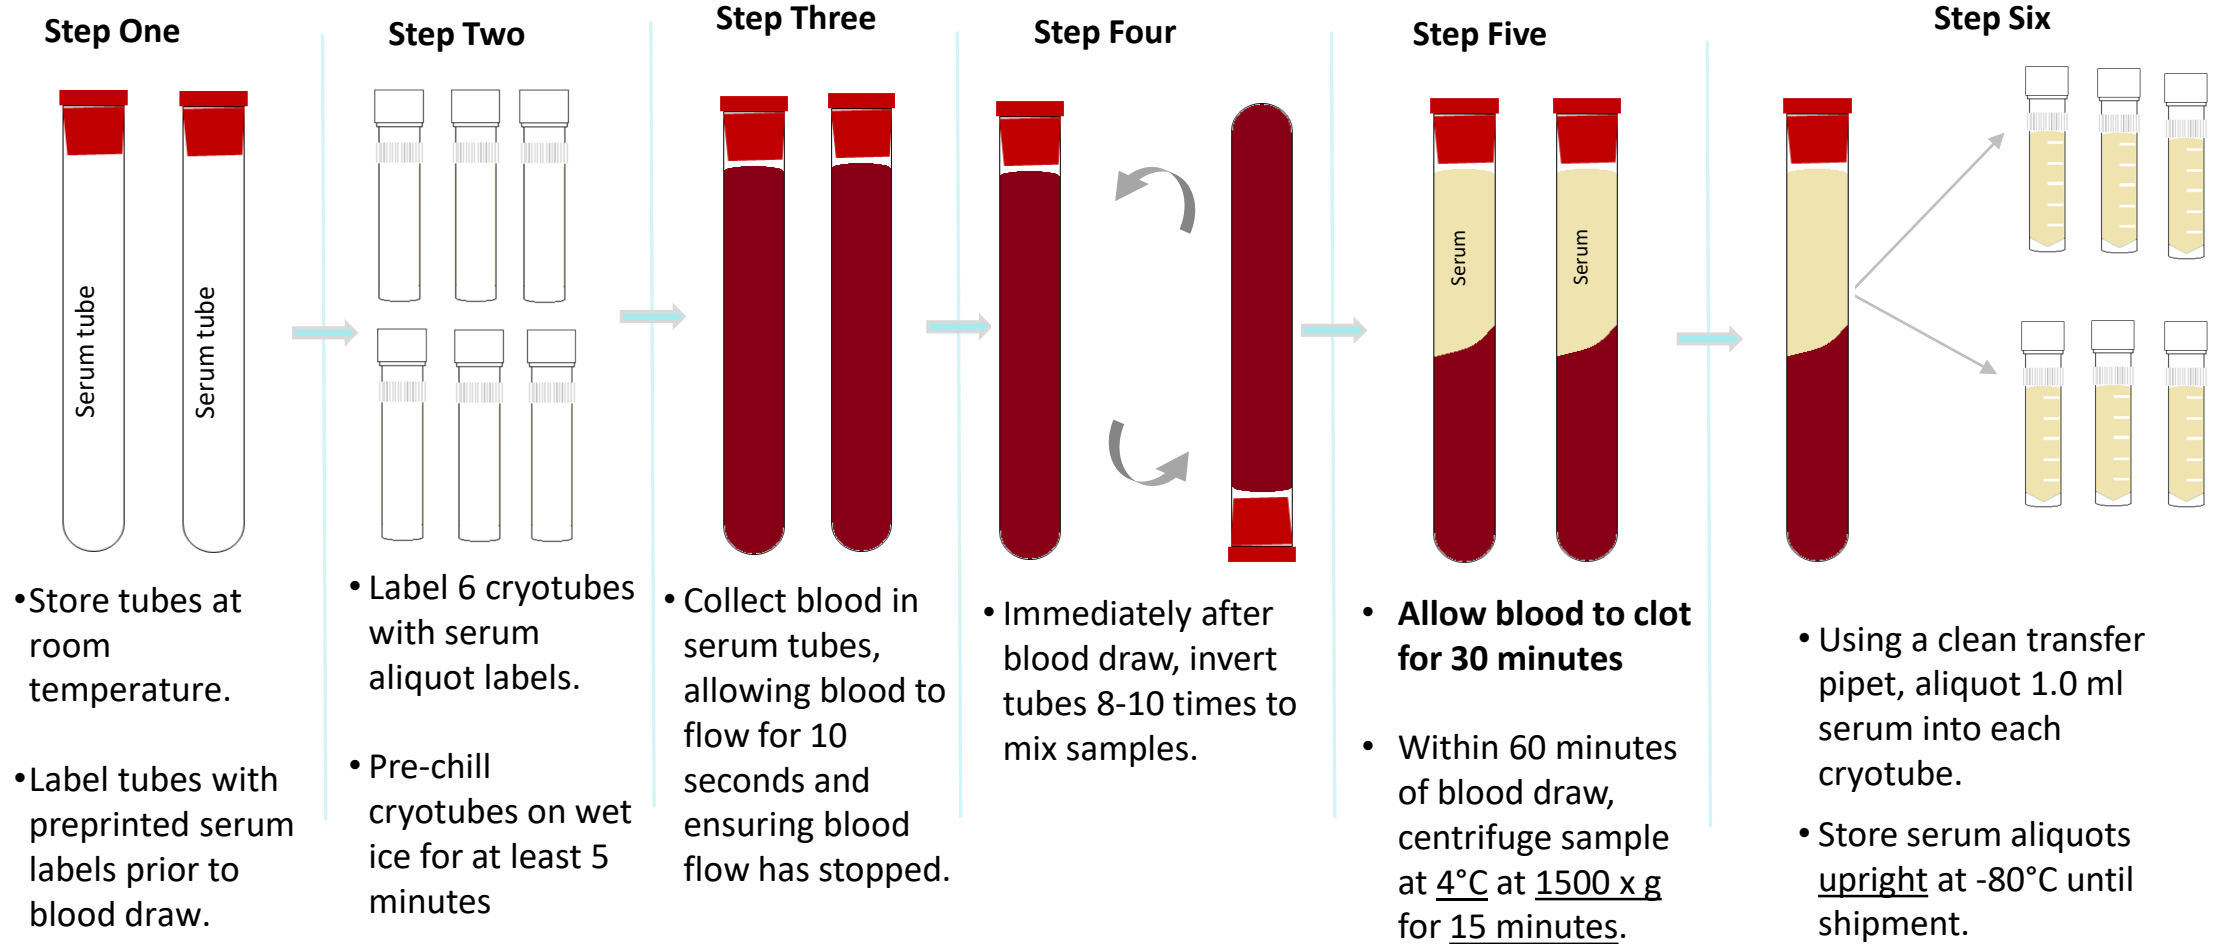 Step One
Serum tube
Serum tube
•Store tubes at
room
temperature.
•Label tubes with
preprinted serum
labels prior to
blood draw.
Step Two
• Label 6 cryotubes
with serum
aliquot labels.
• Pre-chill
cryotubes on wet
ice for at least 5
minutes
Step Three
• Collect blood in
serum tubes,
allowing blood to
flow for 10
seconds and
ensuring blood
flow has stopped.
Step Four
• Immediately after
blood draw, invert
tubes 8-10 times to
mix samples.
Step Five
Serum
Serum
• Allow blood to clot
for 30 minutes
• Within 60 minutes
of blood draw,
centrifuge sample
at 4°C at 1500 x g
for 15 minutes.
Step Six
• Using a clean transfer
pipet, aliquot 1.0 ml
serum into each
cryotube.
• Store serum aliquots
upright at -80°C until
shipment.